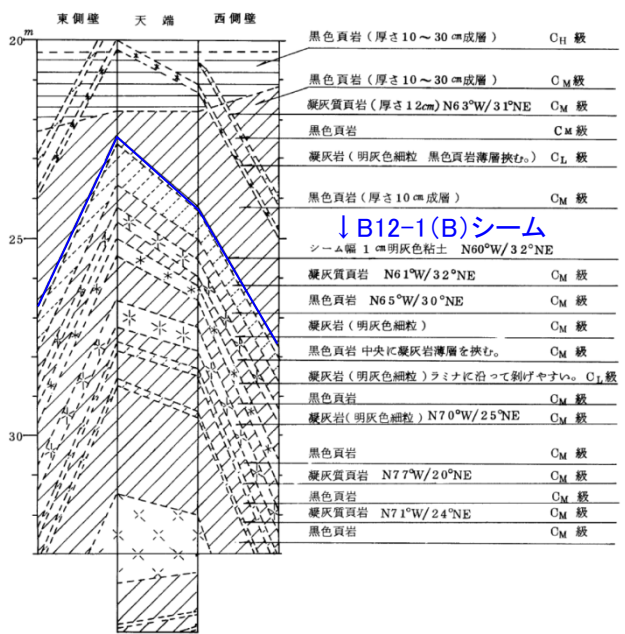 東側壁 天端 西側壁
20m
黒色頁岩(厚さ10~30㎝成層) CH 級
黒色頁岩(厚さ10~30㎝成層) CM 級
凝灰質頁岩(厚さ12cm)N63°W/31°NE CM 級
黒色頁岩 CM 級
凝灰岩(明灰色細粒 黒色頁岩薄層挟む。) CL 級
黒色頁岩(厚さ10㎝成層) CM 級
↓B12-1(B)シーム
25
シーム幅 1㎝明灰色粘土 N60°W/32°NE
凝灰質頁岩 N61°W/32°NE CM 級
黒色頁岩 N65°W/30°NE CM 級
凝灰岩(明灰色細粒) CM 級
黒色頁岩 中央に凝灰岩薄層を挟む。 CM 級
凝灰岩(明灰色細粒)ラミナに沿って剝げやすい。 CL級
黒色頁岩 CM 級
凝灰岩(明灰色細粒)N70°W/25°NE CM 級
30
黒色頁岩 CM 級
凝灰質頁岩 N77°W/20°NE CM 級
黒色頁岩 CM 級
凝灰質頁岩 N71°W/24°NE CM 級
黒色頁岩 CM 級